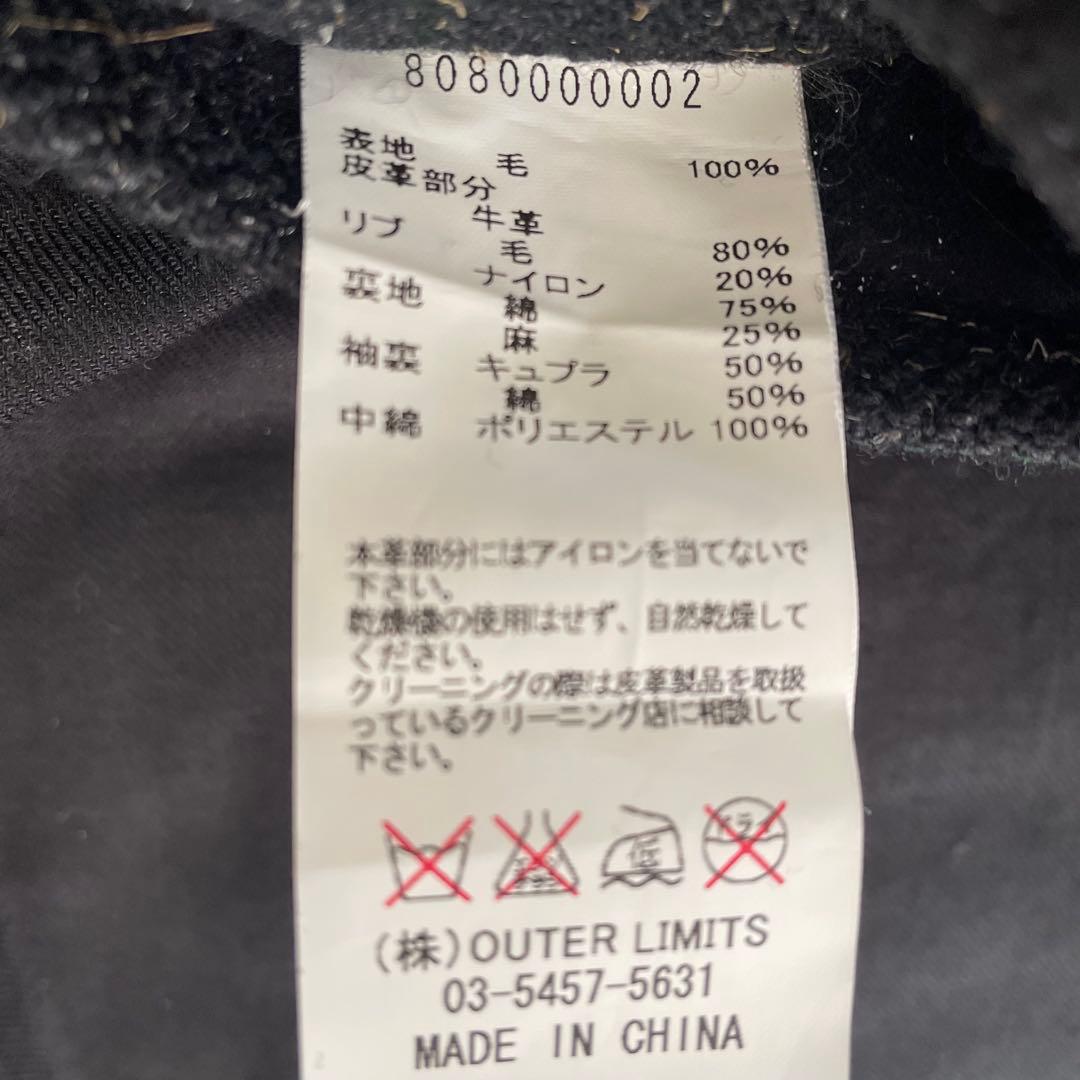 8080000002
表地 毛 100%
皮革部分
牛革
リブ 毛 80%
ナイロン 20%
裏地 綿 75%
麻 25%
袖裏 キュプラ 50%
綿 50%
中綿 ポリエステル 100%
本革部分にはアイロンを当てないで
下さい。
乾燥機の使用はせず、自然乾燥して
ください。
クリーニングの際は皮革製品を取扱
っているクリーニング店に相談して
下さい。
低 ドライ
(株)OUTER LIMITS
03-5457-5631
MADE IN CHINA